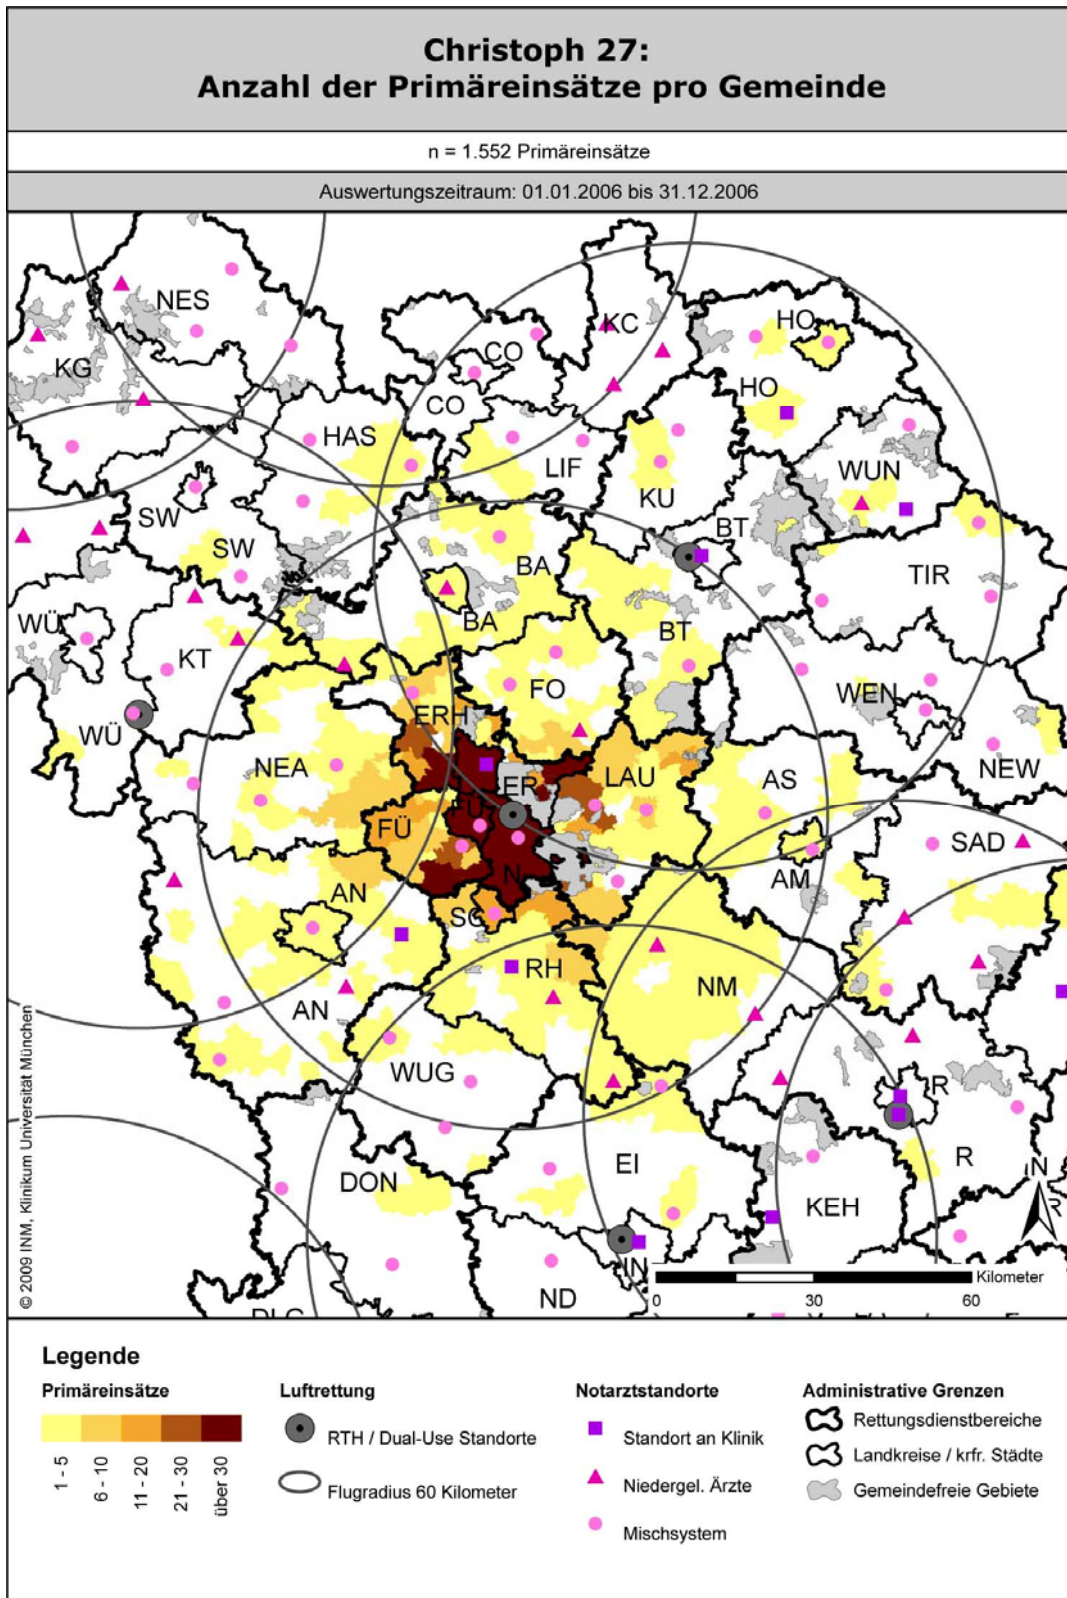 Christoph 27:
Anzahl der Primäreinsätze pro Gemeinde
n = 1.552 Primäreinsätze
Auswertungszeitraum: 01.01.2006 bis 31.12.2006
NES
KC
HO
KG
CO
HO
CO
HAS
LIF
WUN
KU
SW
BT
SW
BA
TIR
WÜ
BA
BT
KT
FO
WEN
ERH
WÜ
NEA
LAU
AS
NEW
ER
FÜ
FÜ
SAD
N
AM
AN
SC
RH
NM
AN
WUG
R
EI
R
DON
KEH
N
R
IN
ND
DLG
Kilometer
0 30 60
© 2009 INM, Klinikum Universität München
Legende
Primäreinsätze
1 - 5
6 - 10
11 - 20
21 - 30
über 30
Luftrettung
RTH / Dual-Use Standorte
Flugradius 60 Kilometer
Notarztstandorte
Standort an Klinik
Niedergel. Ärzte
Mischsystem
Administrative Grenzen
Rettungsdienstbereiche
Landkreise / krfr. Städte
Gemeindefreie Gebiete